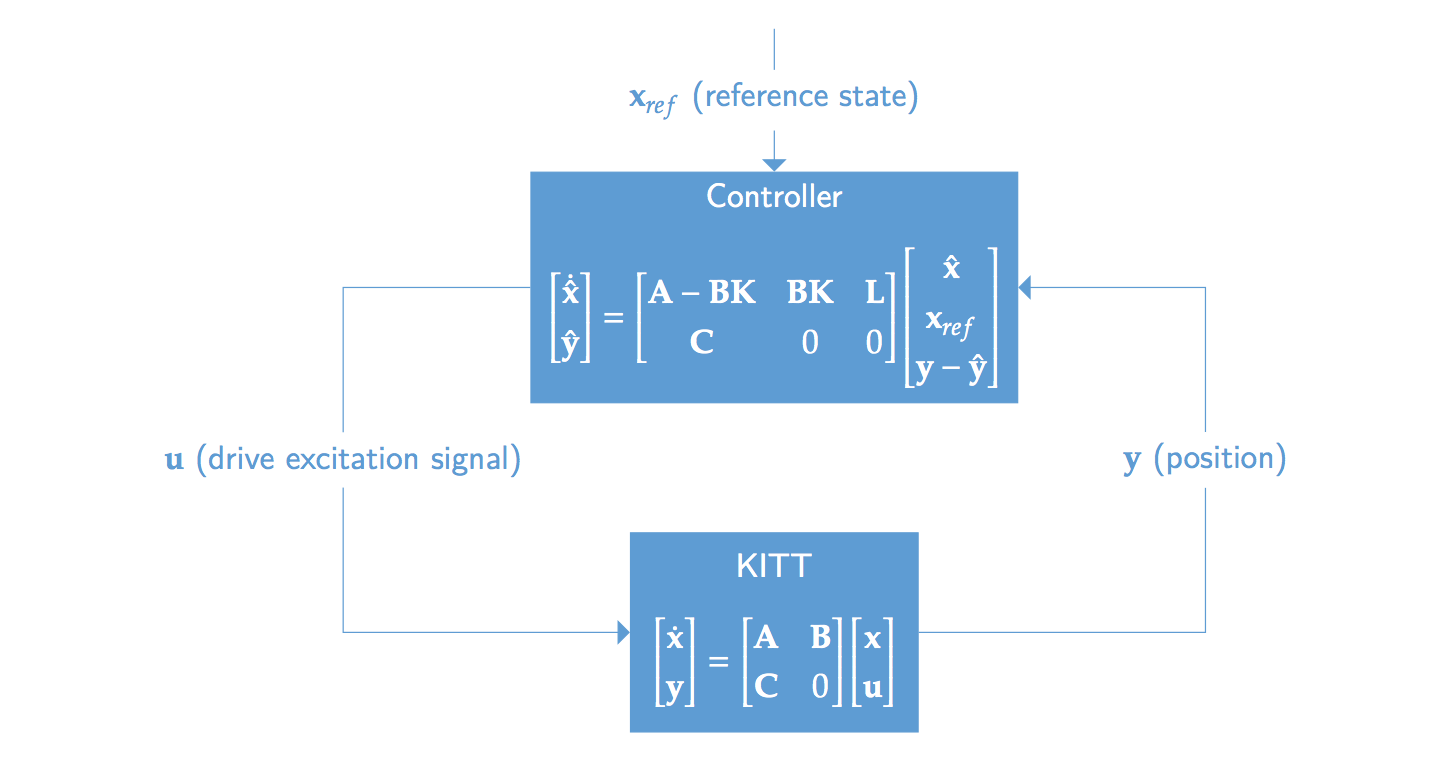 x_ref (reference state)
Controller
[ẋ̂ ŷ] = [A − BK BK L; C 0 0] [x̂; x_ref; y − ŷ]
u (drive excitation signal)
y (position)
KITT
[ẋ; y] = [A B; C 0] [x; u]